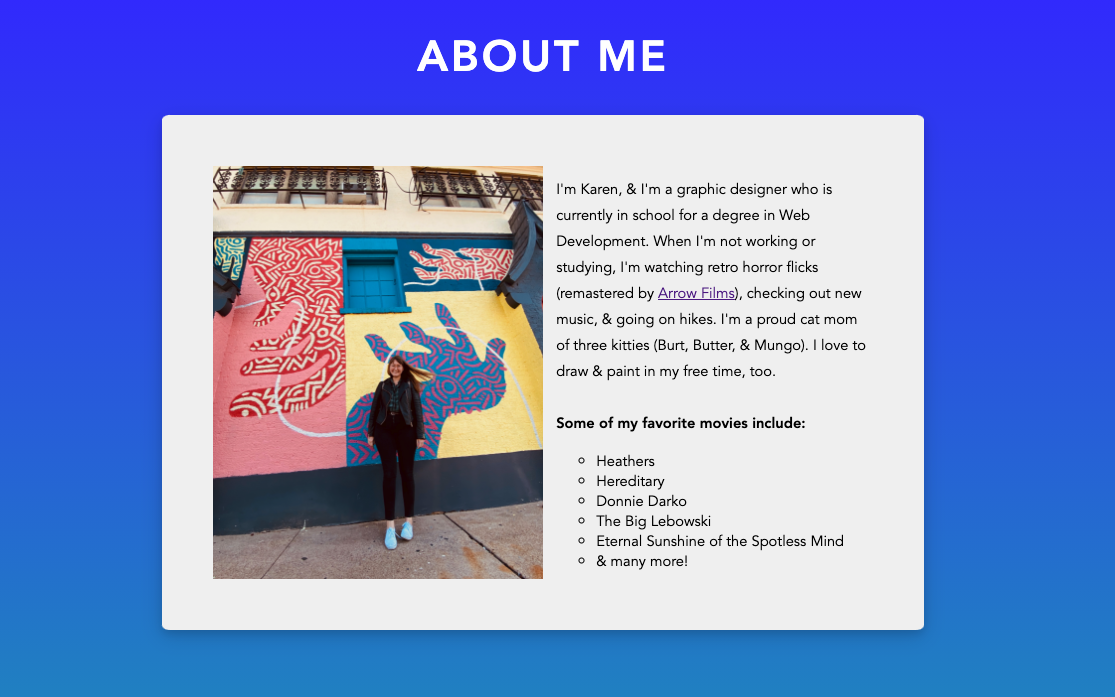 ABOUT ME
I'm Karen, & I'm a graphic designer who is
currently in school for a degree in Web
Development. When I'm not working or
studying, I'm watching retro horror flicks
(remastered by Arrow Films), checking out new
music, & going on hikes. I'm a proud cat mom
of three kitties (Burt, Butter, & Mungo). I love to
draw & paint in my free time, too.
Some of my favorite movies include:
Heathers
Hereditary
Donnie Darko
The Big Lebowski
Eternal Sunshine of the Spotless Mind
& many more!